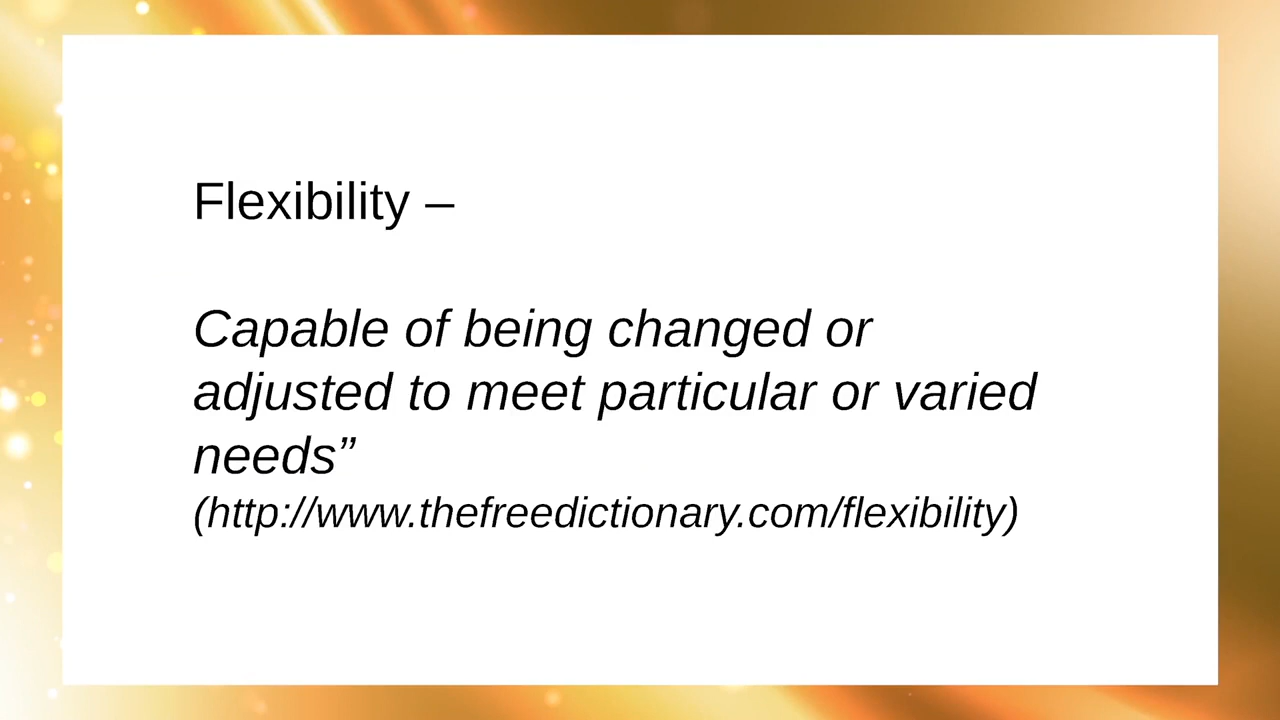 Flexibility –
Capable of being changed or
adjusted to meet particular or varied
needs”
(http://www.thefreedictionary.com/flexibility)